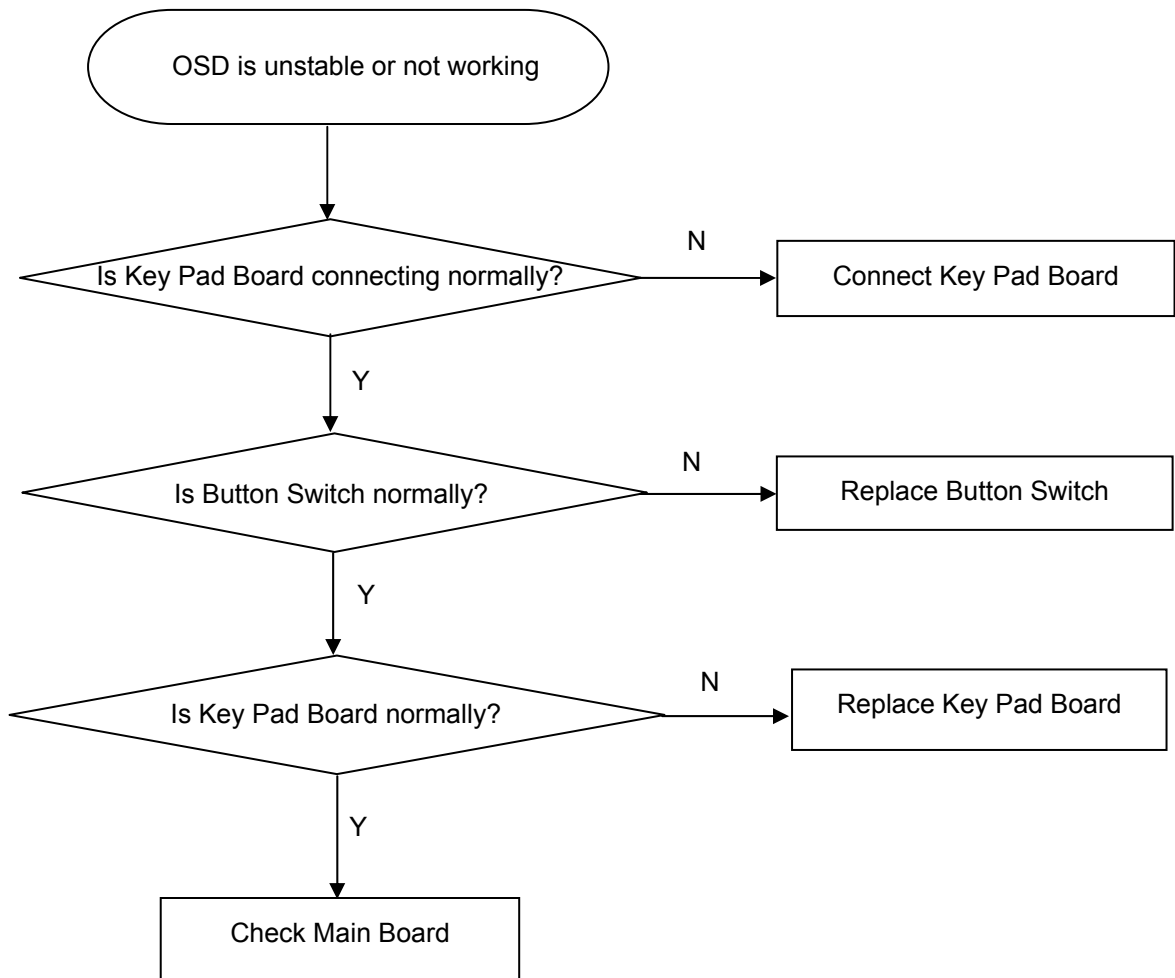 OSD is unstable or not working
Is Key Pad Board connecting normally?
N
Connect Key Pad Board
Y
Is Button Switch normally?
N
Replace Button Switch
Y
Is Key Pad Board normally?
N
Replace Key Pad Board
Y
Check Main Board